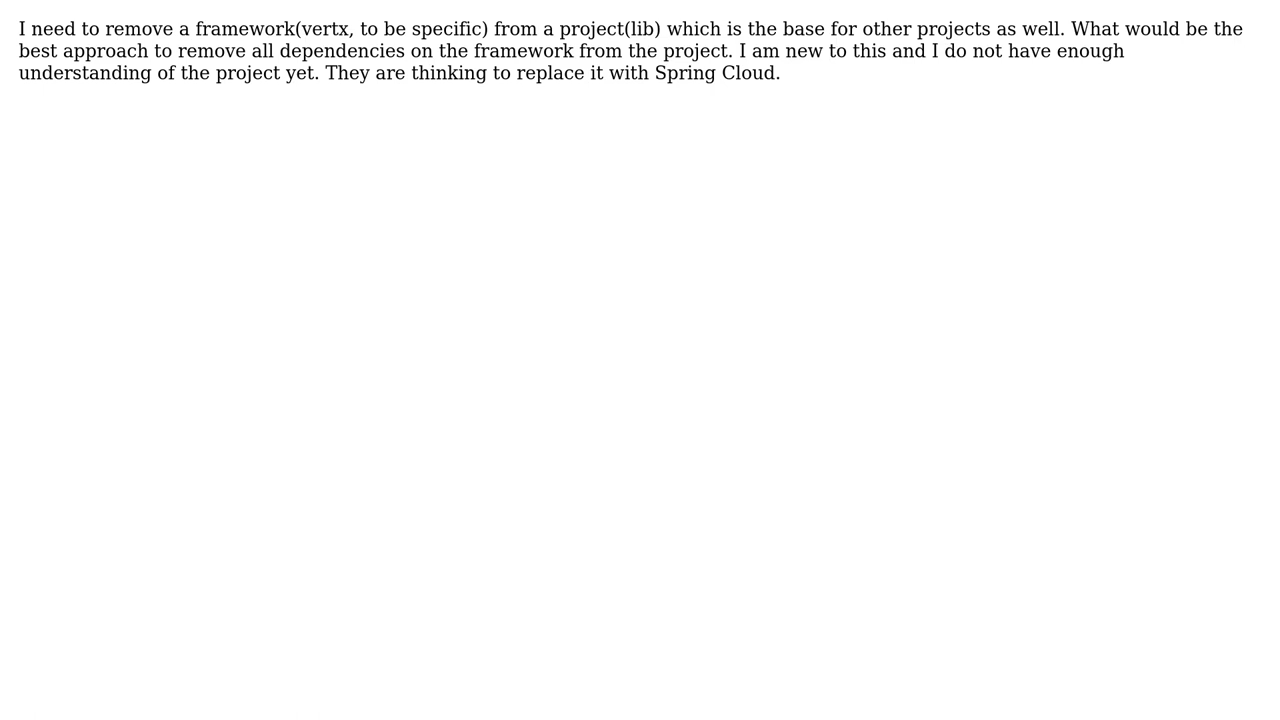 I need to remove a framework(vertx, to be specific) from a project(lib) which is the base for other projects as well. What would be the
best approach to remove all dependencies on the framework from the project. I am new to this and I do not have enough
understanding of the project yet. They are thinking to replace it with Spring Cloud.